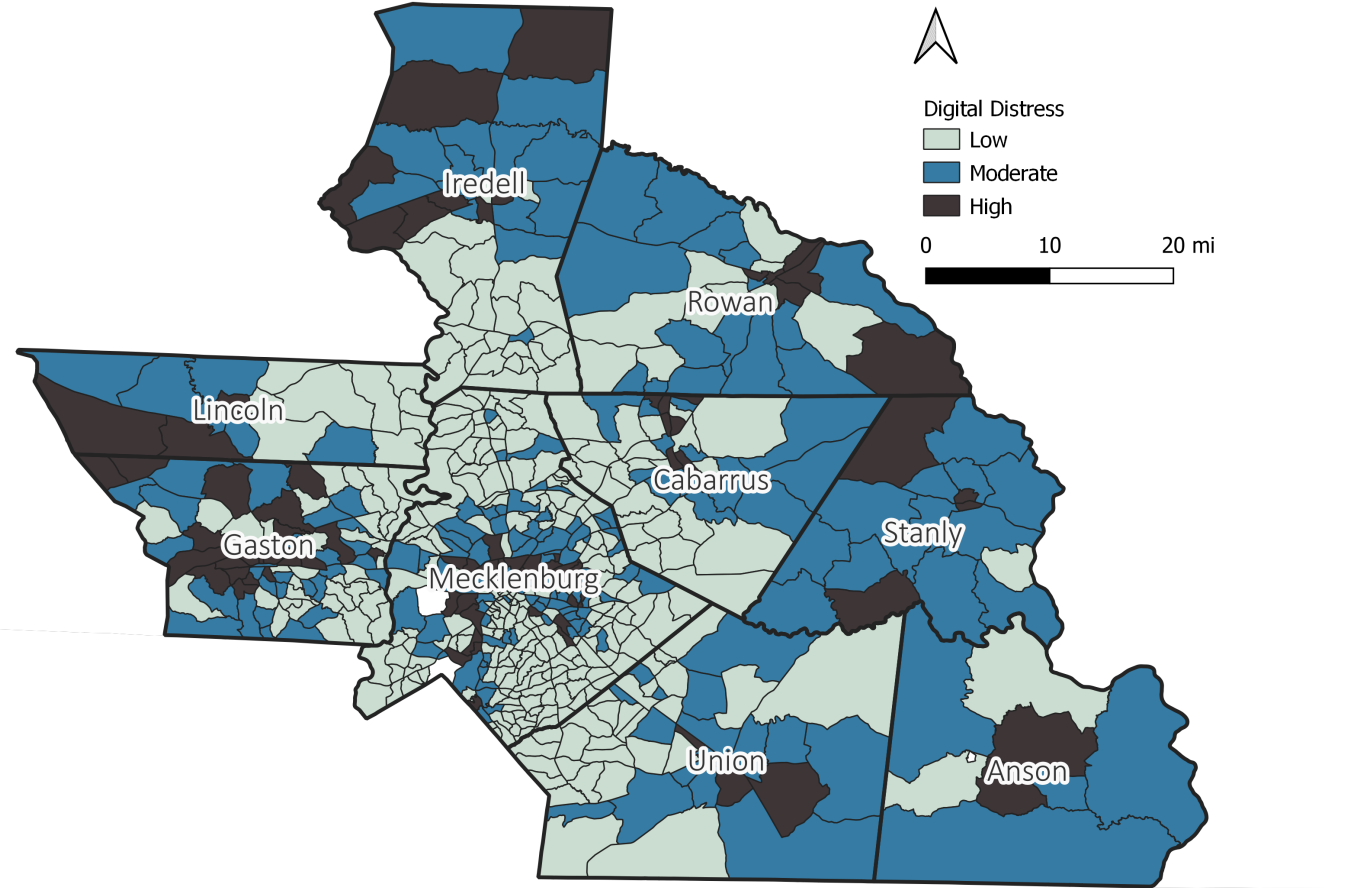 Digital Distress
Low
Moderate
High
0 10 20 mi
Iredell
Rowan
Lincoln
Cabarrus
Stanly
Gaston
Mecklenburg
Union
Anson